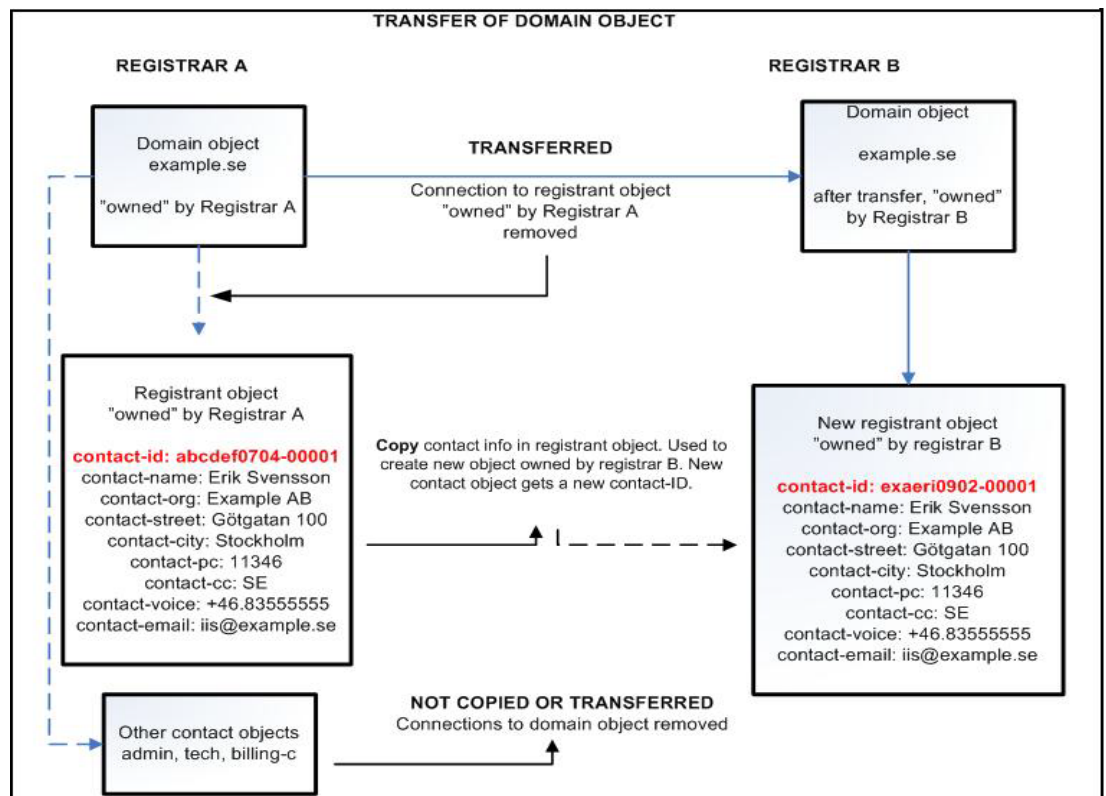 TRANSFER OF DOMAIN OBJECT
REGISTRAR A
REGISTRAR B
Domain object
example.se
"owned" by Registrar A
TRANSFERRED
Connection to registrant object
"owned" by Registrar A
removed
Domain object
example.se
after transfer, "owned"
by Registrar B
Registrant object
"owned" by Registrar A
contact-id: abcdef0704-00001
contact-name: Erik Svensson
contact-org: Example AB
contact-street: Götgatan 100
contact-city: Stockholm
contact-pc: 11346
contact-cc: SE
contact-voice: +46.83555555
contact-email: iis@example.se
Copy contact info in registrant object. Used to
create new object owned by registrar B. New
contact object gets a new contact-ID.
New registrant object
"owned" by registrar B
contact-id: exaeri0902-00001
contact-name: Erik Svensson
contact-org: Example AB
contact-street: Götgatan 100
contact-city: Stockholm
contact-pc: 11346
contact-cc: SE
contact-voice: +46.83555555
contact-email: iis@example.se
Other contact objects
admin, tech, billing-c
NOT COPIED OR TRANSFERRED
Connections to domain object removed